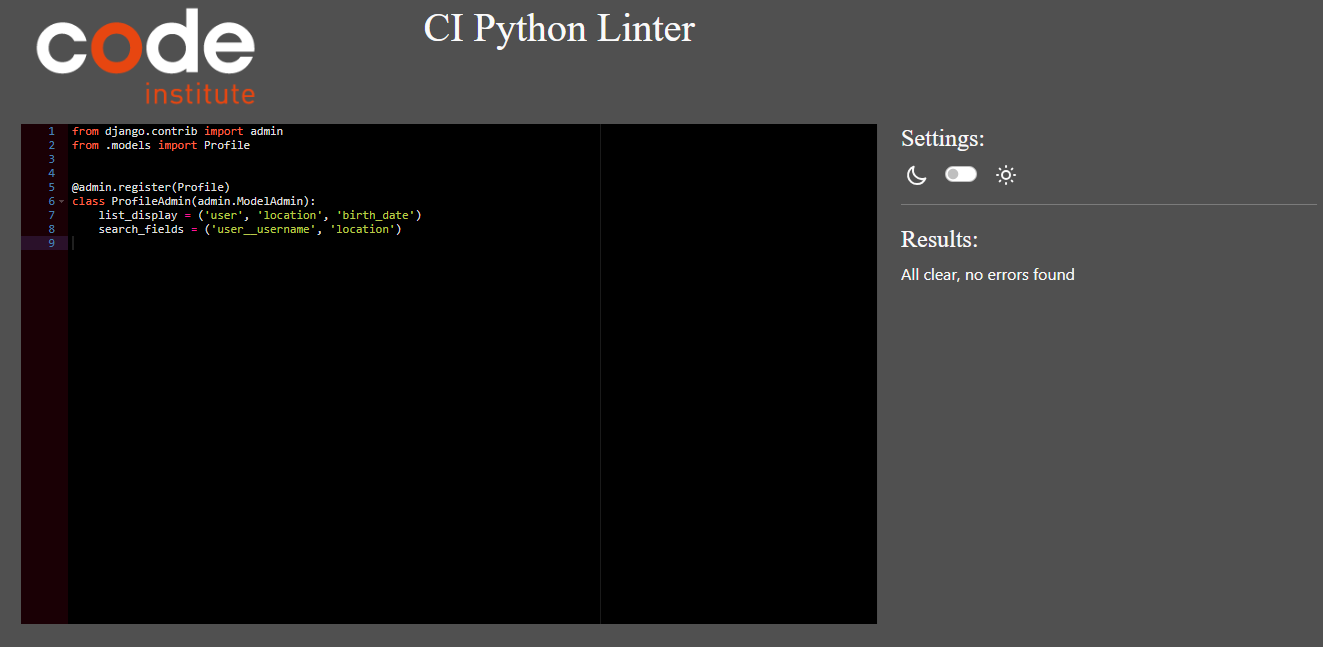 code
institute
CI Python Linter
1 from django.contrib import admin
2 from .models import Profile
3
4
5 @admin.register(Profile)
6 class ProfileAdmin(admin.ModelAdmin):
7     list_display = ('user', 'location', 'birth_date')
8     search_fields = ('user__username', 'location')
9
Settings:
Results:
All clear, no errors found